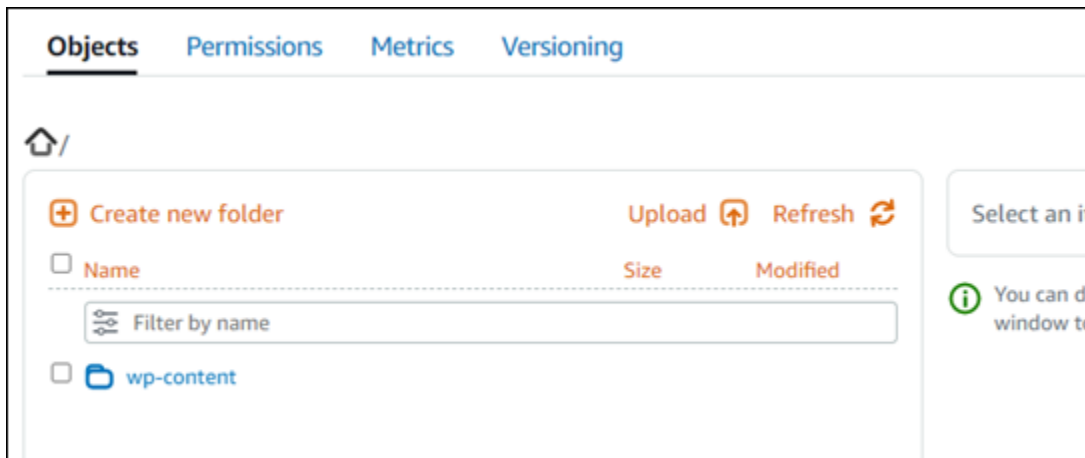 Objects Permissions Metrics Versioning
/
Create new folder Upload Refresh
Name Size Modified
Filter by name
wp-content
Select an
You can
window